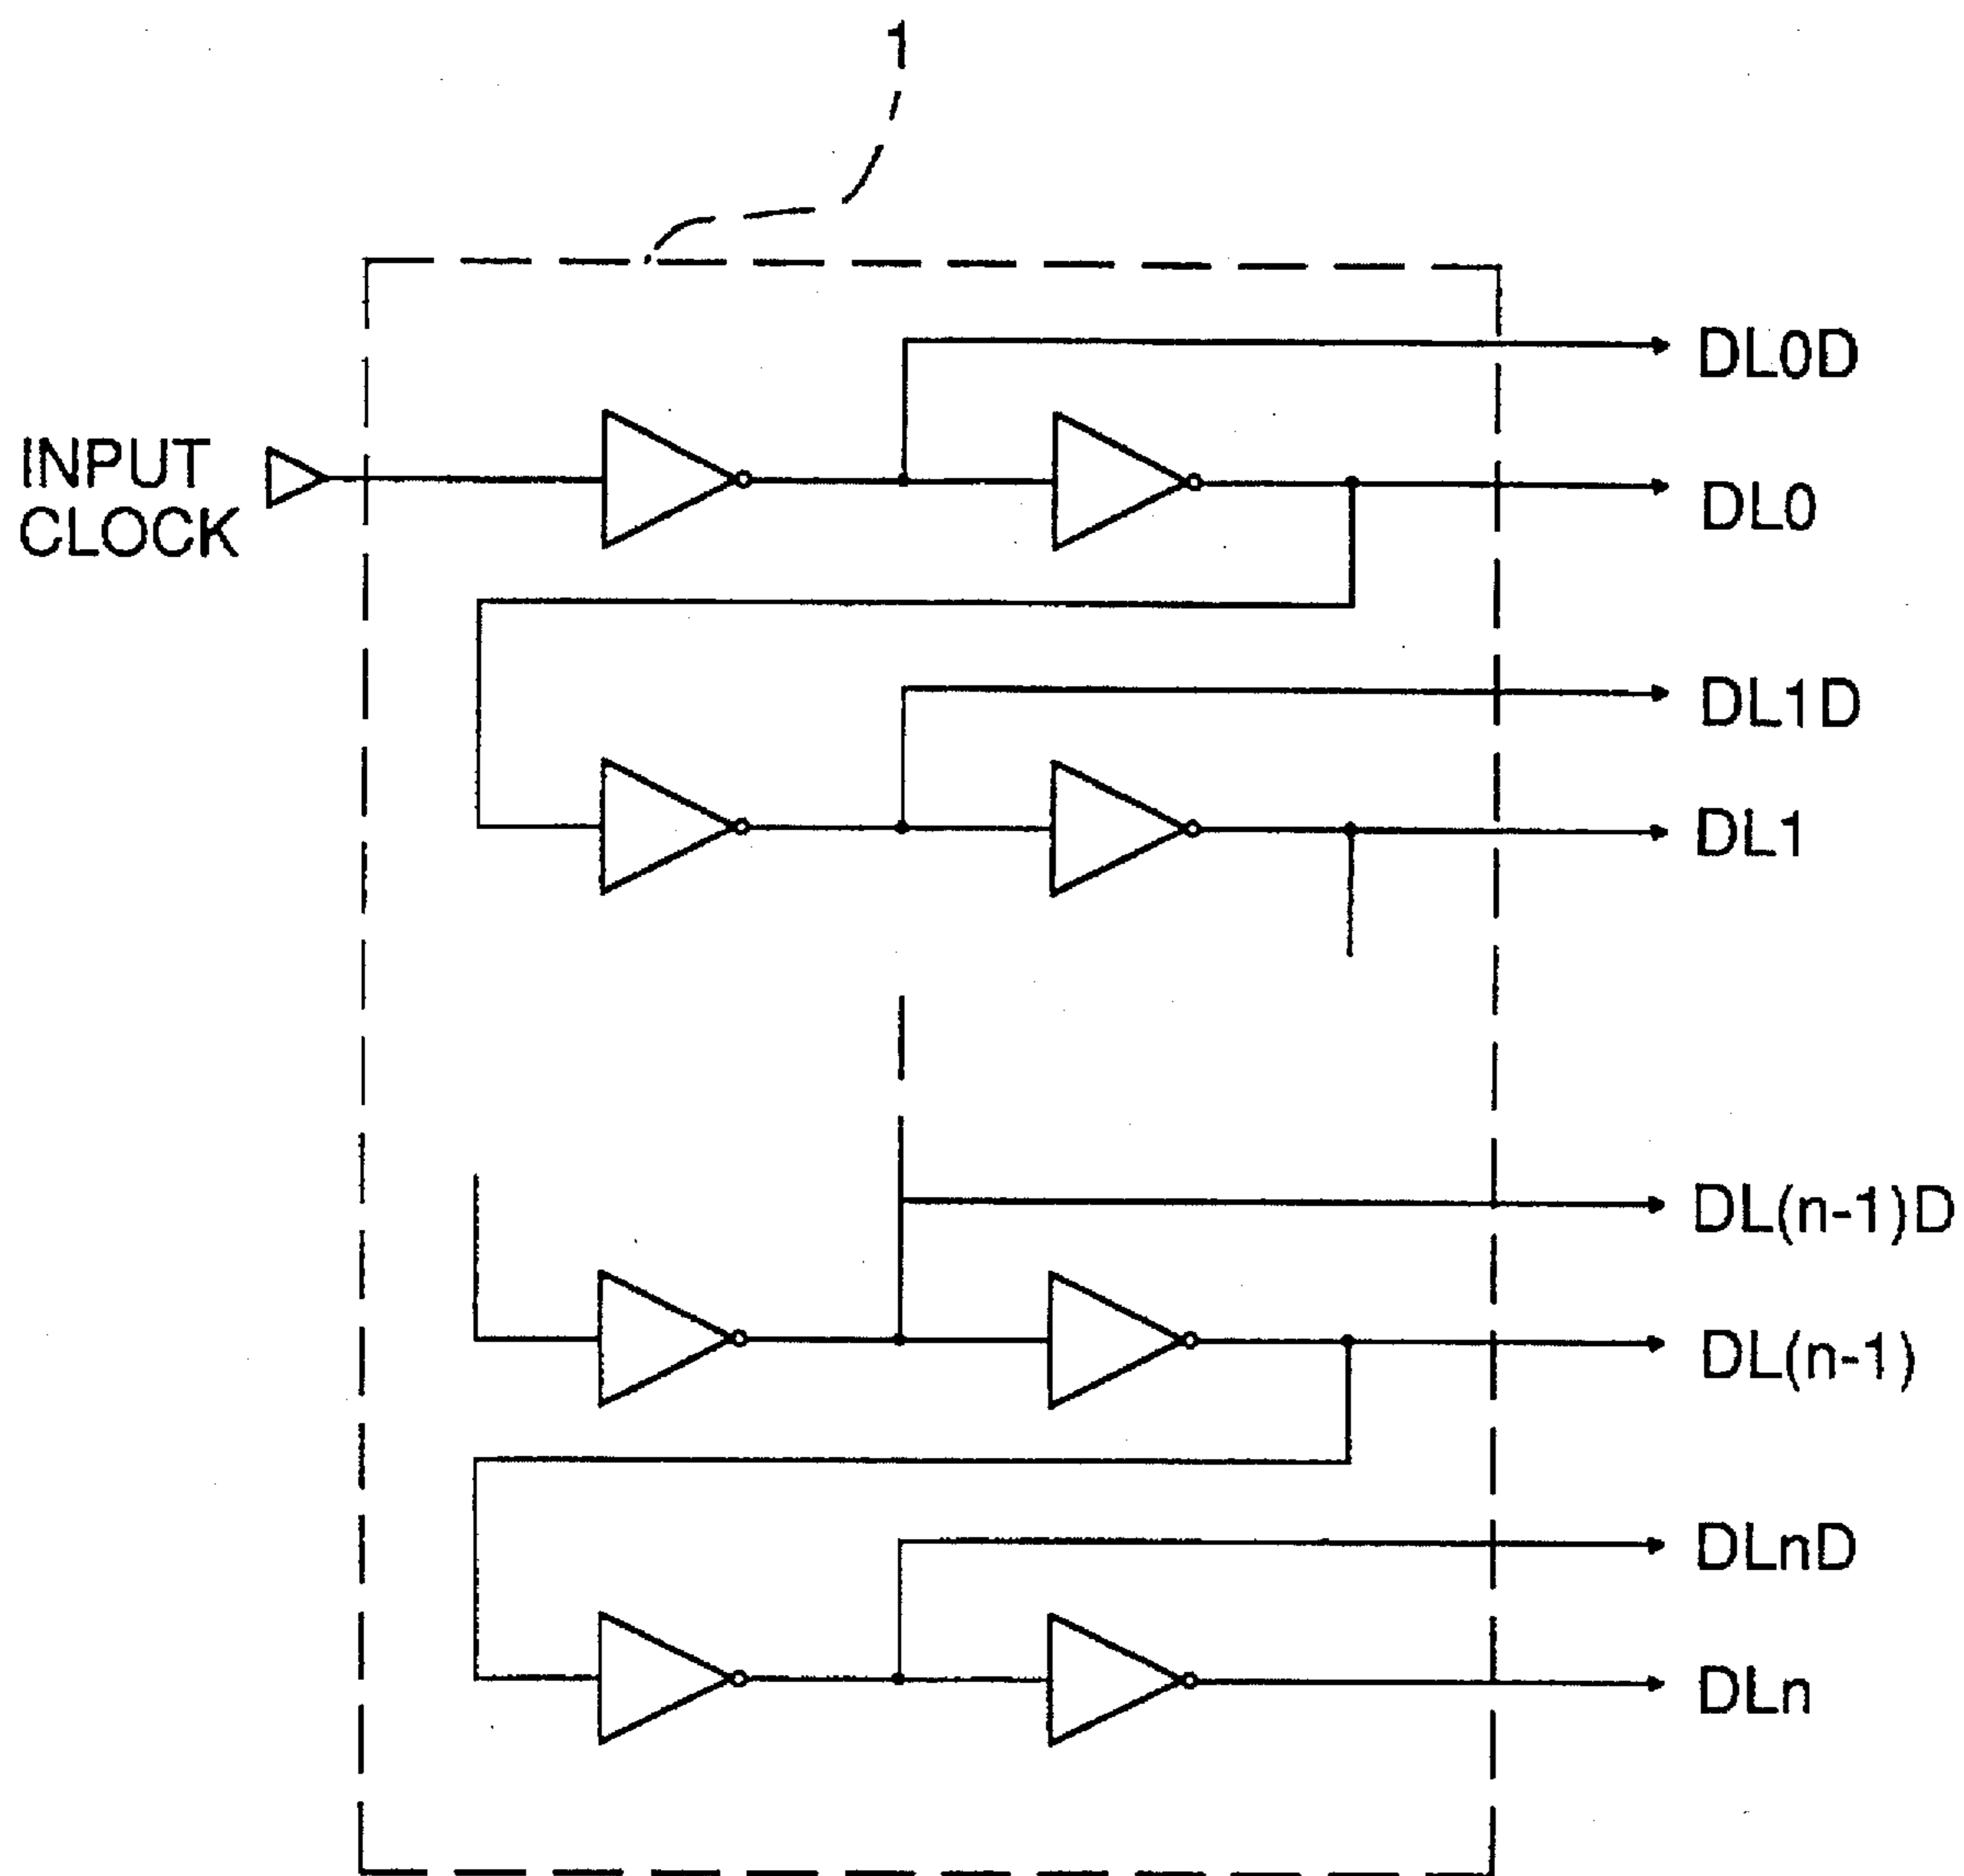 1
DL0D
INPUT
CLOCK
DL0
DL1D
DL1
DL(n-1)D
DL(n-1)
DLnD
DLn